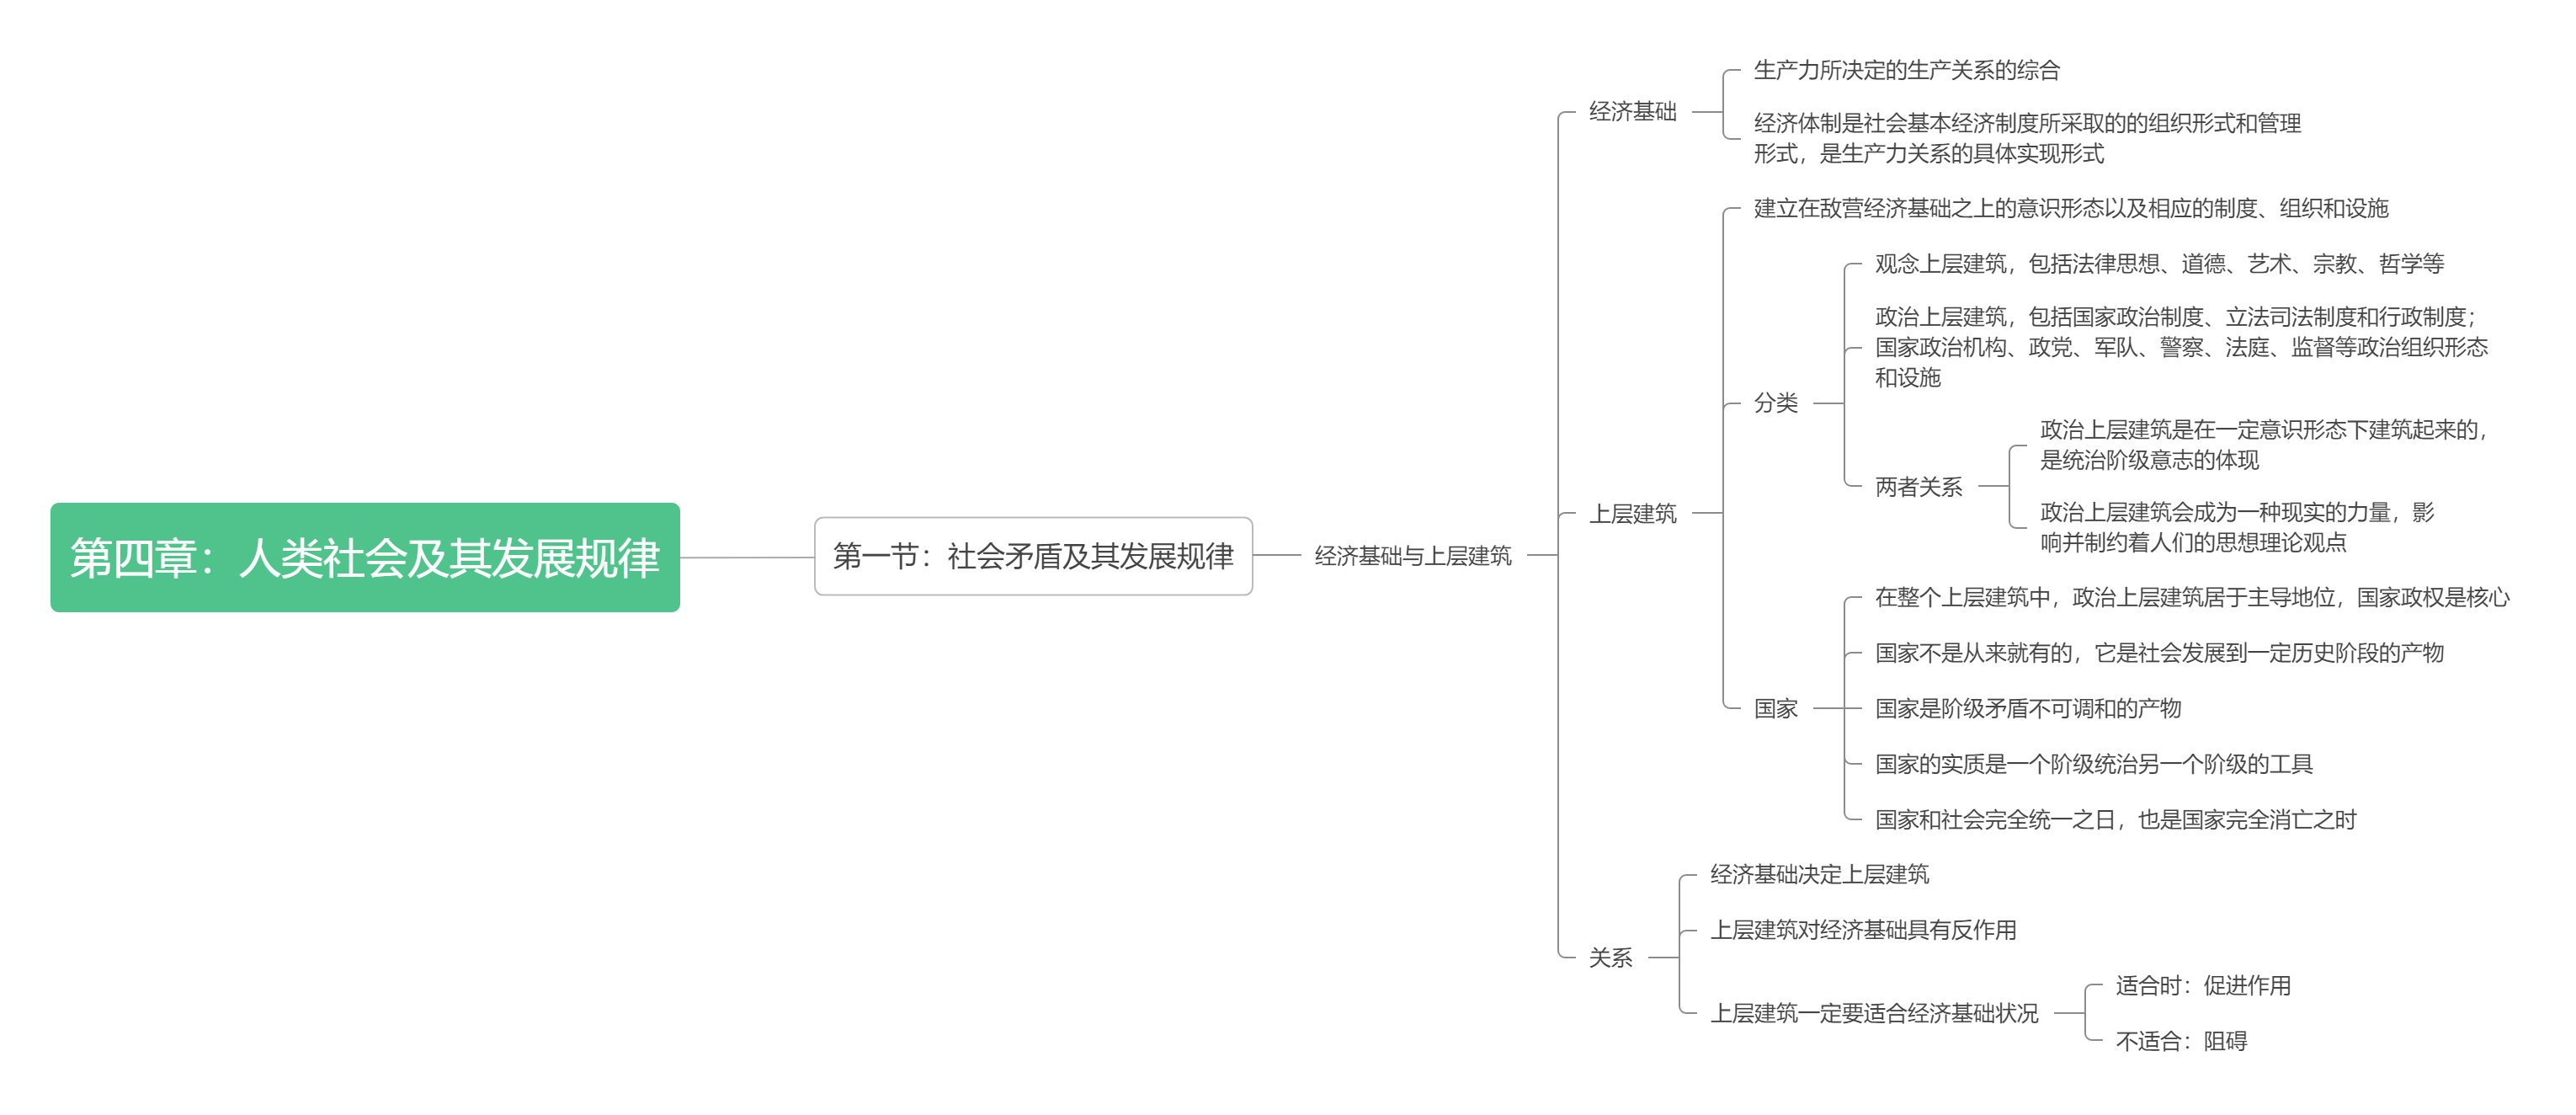 第四章：人类社会及其发展规律
第一节：社会矛盾及其发展规律
经济基础与上层建筑
经济基础
生产力所决定的生产关系的综合
经济体制是社会基本经济制度所采取的的组织形式和管理
形式，是生产力关系的具体实现形式
上层建筑
建立在敌营经济基础之上的意识形态以及相应的制度、组织和设施
分类
观念上层建筑，包括法律思想、道德、艺术、宗教、哲学等
政治上层建筑，包括国家政治制度、立法司法制度和行政制度；
国家政治机构、政党、军队、警察、法庭、监督等政治组织形态
和设施
两者关系
政治上层建筑是在一定意识形态下建筑起来的，
是统治阶级意志的体现
政治上层建筑会成为一种现实的力量，影
响并制约着人们的思想理论观点
国家
在整个上层建筑中，政治上层建筑居于主导地位，国家政权是核心
国家不是从来就有的，它是社会发展到一定历史阶段的产物
国家是阶级矛盾不可调和的产物
国家的实质是一个阶级统治另一个阶级的工具
国家和社会完全统一之日，也是国家完全消亡之时
关系
经济基础决定上层建筑
上层建筑对经济基础具有反作用
上层建筑一定要适合经济基础状况
适合时：促进作用
不适合：阻碍